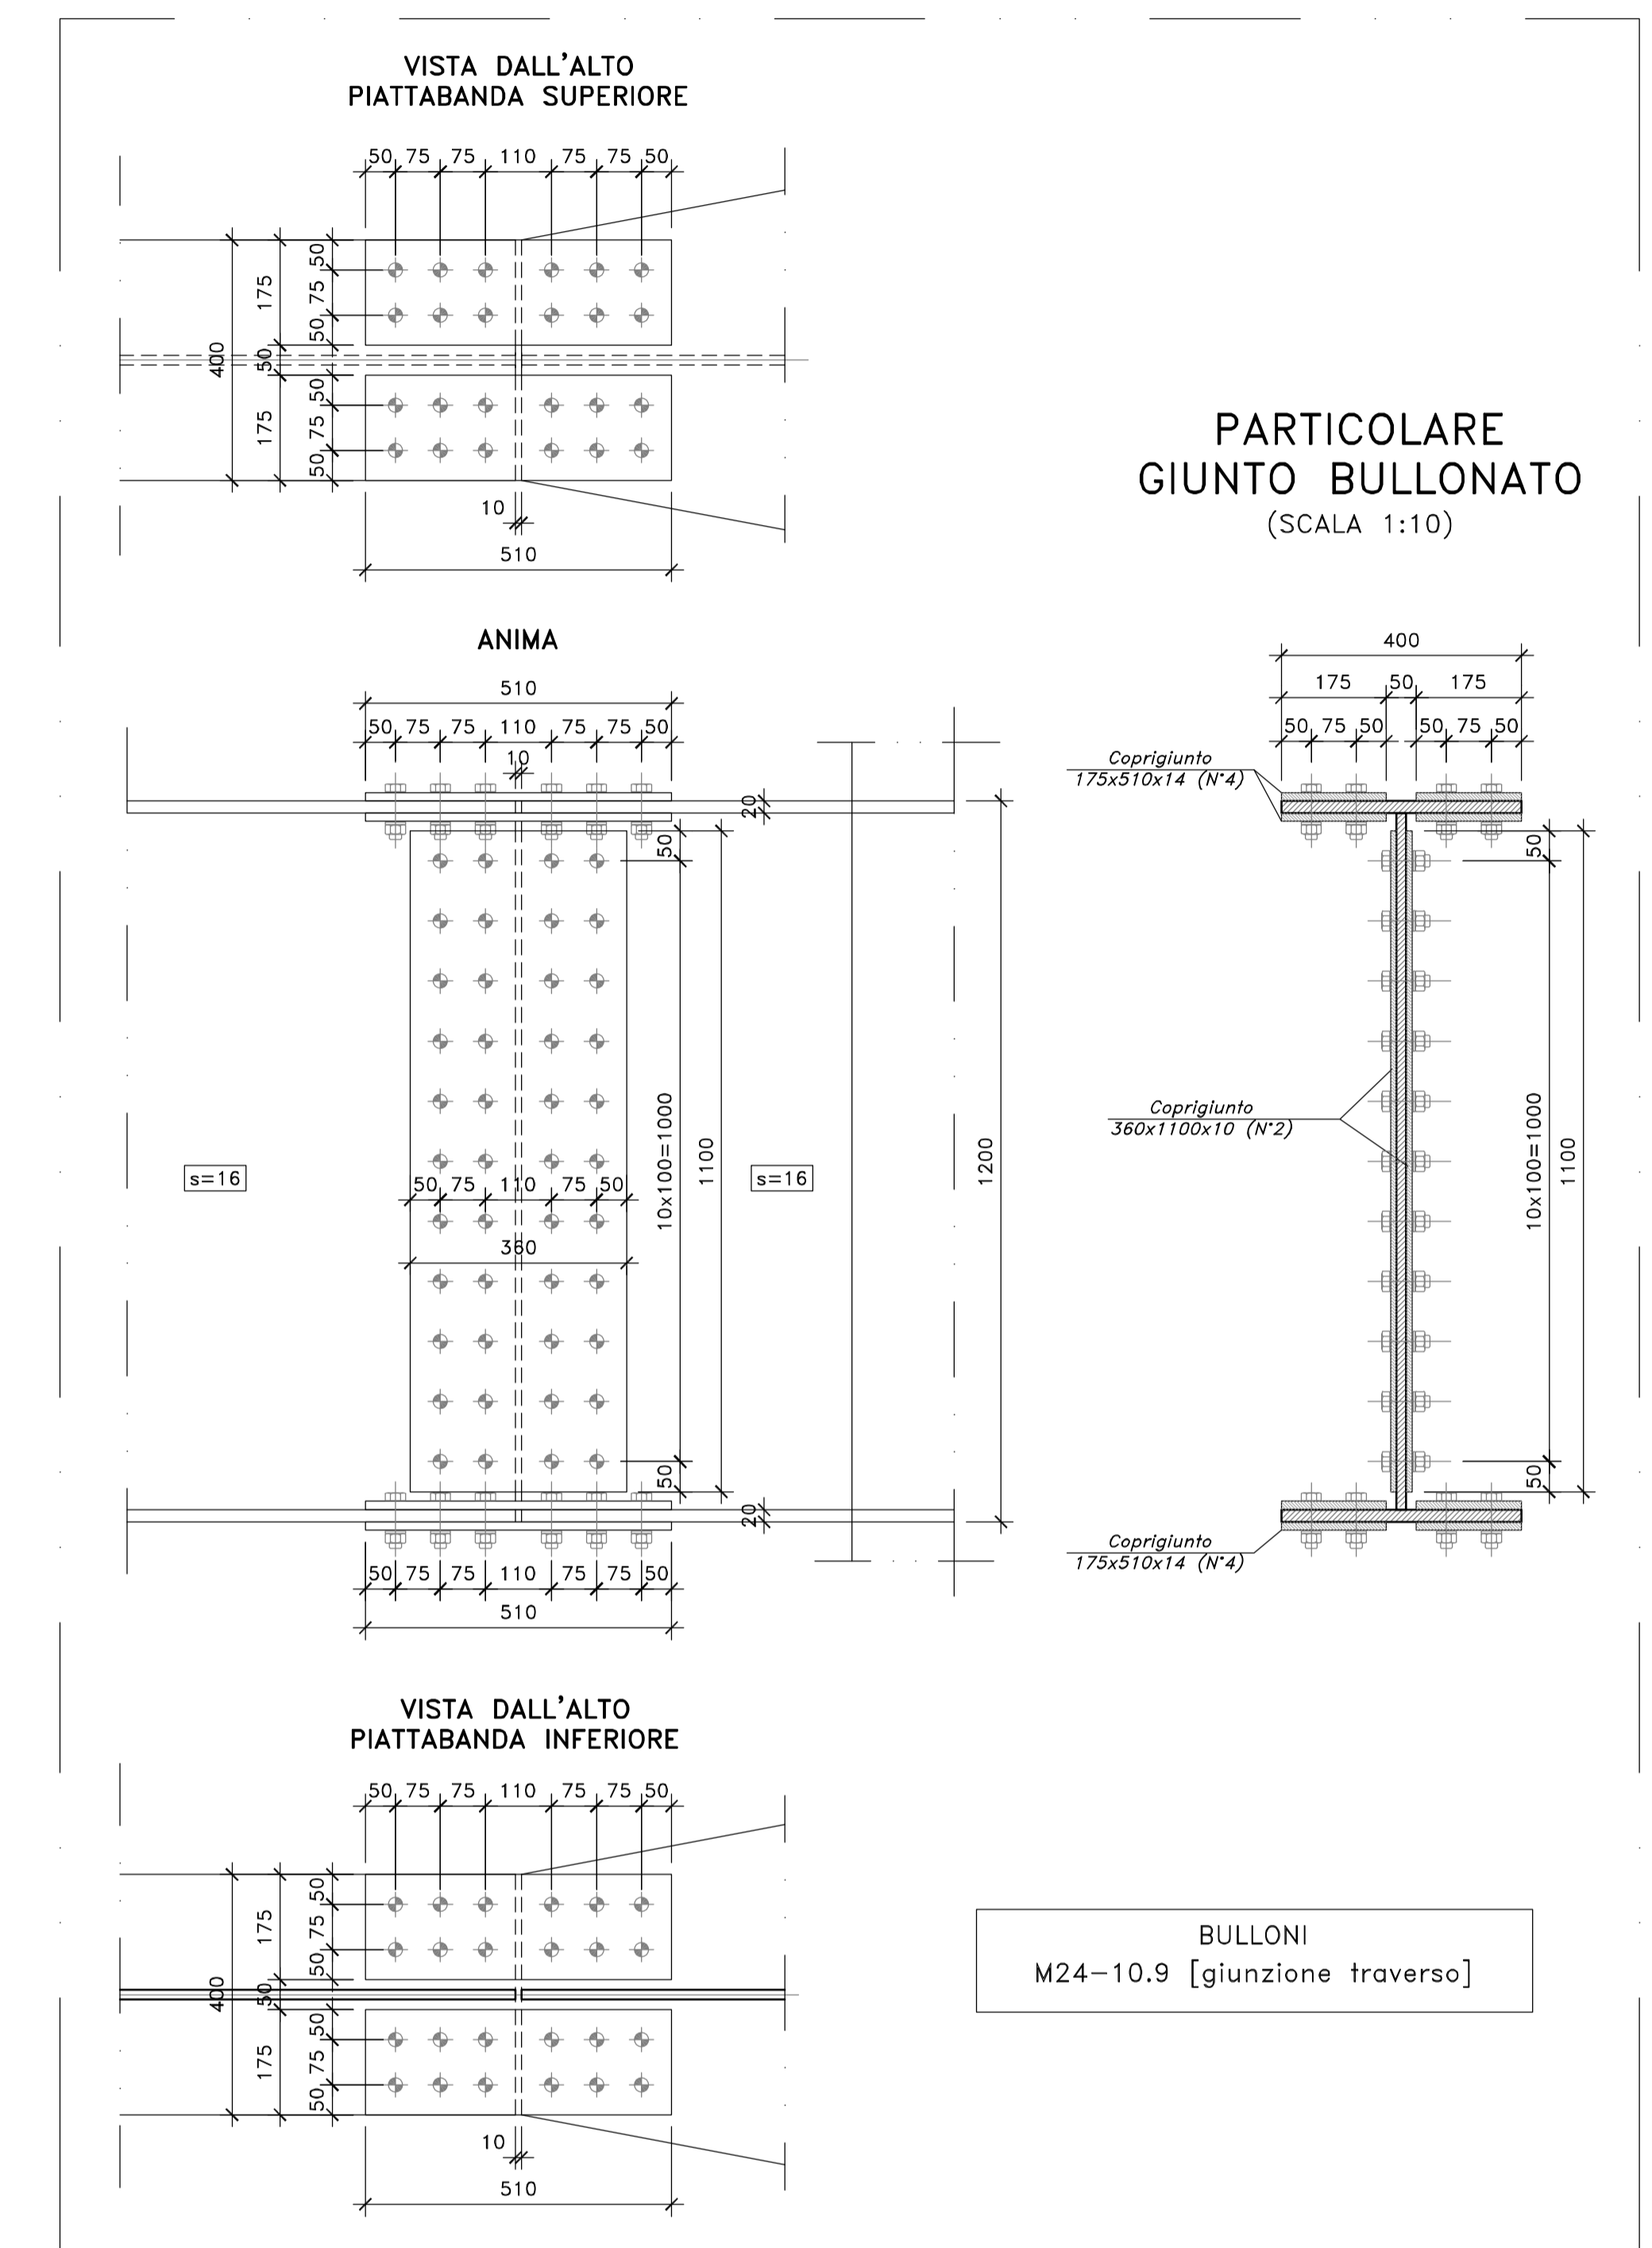 VISTA DALL'ALTO
PIATTABANDA SUPERIORE
50 75 75 110 75 75 50
400
175 50 175
50 75 50 50 75 50
10
510
PARTICOLARE
GIUNTO BULLONATO
(SCALA 1:10)
ANIMA
510
50 75 75 110 75 75 50
10
20
50
s=16
50 75 110 75 50
360
10x100=1000
1100
s=16
1200
50
20
50 75 75 110 75 75 50
510
400
175 50 175
50 75 50 50 75 50
Coprigiunto
175x510x14 (N°4)
50
Coprigiunto
360x1100x10 (N°2)
10x100=1000
1100
50
Coprigiunto
175x510x14 (N°4)
VISTA DALL'ALTO
PIATTABANDA INFERIORE
50 75 75 110 75 75 50
400
175 50 175
50 75 50 50 75 50
10
510
BULLONI
M24-10.9 [giunzione traverso]